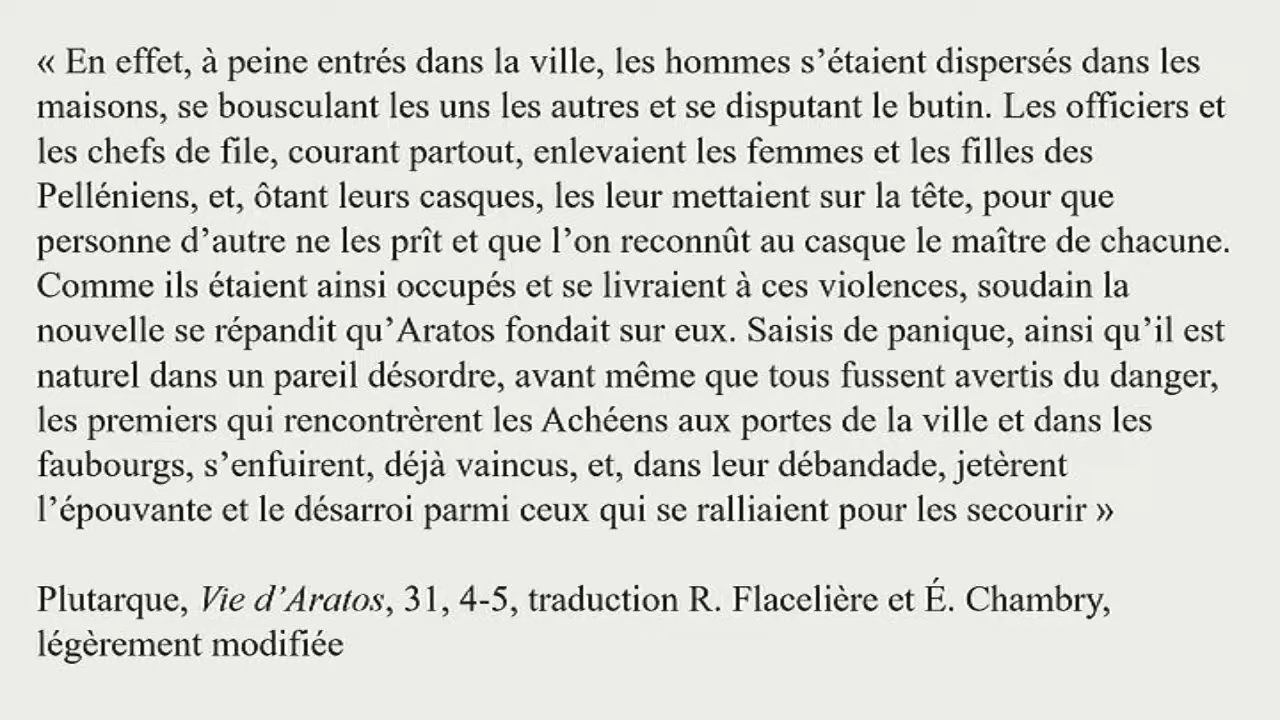 « En effet, à peine entrés dans la ville, les hommes s’étaient dispersés dans les
maisons, se bousculant les uns les autres et se disputant le butin. Les officiers et
les chefs de file, courant partout, enlevaient les femmes et les filles des
Pelléniens, et, ôtant leurs casques, les leur mettaient sur la tête, pour que
personne d’autre ne les prît et que l’on reconnût au casque le maître de chacune.
Comme ils étaient ainsi occupés et se livraient à ces violences, soudain la
nouvelle se répandit qu’Aratos fondait sur eux. Saisis de panique, ainsi qu’il est
naturel dans un pareil désordre, avant même que tous fussent avertis du danger,
les premiers qui rencontrèrent les Achéens aux portes de la ville et dans les
faubourgs, s’enfuirent, déjà vaincus, et, dans leur débandade, jetèrent
l’épouvante et le désarroi parmi ceux qui se ralliaient pour les secourir »
Plutarque, Vie d’Aratos, 31, 4-5, traduction R. Flacelière et É. Chambry,
légèrement modifiée